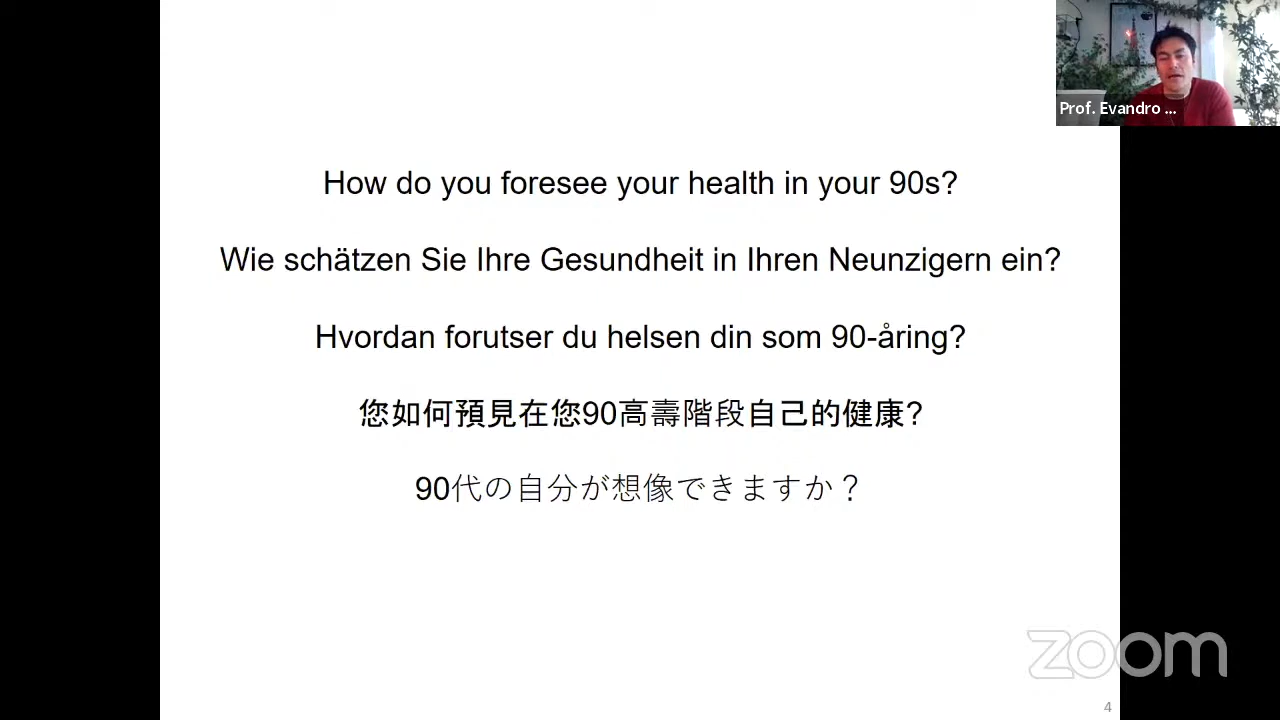 Prof. Evandro ...
How do you foresee your health in your 90s?
Wie schätzen Sie Ihre Gesundheit in Ihren Neunzigern ein?
Hvordan forutser du helsen din som 90-åring?
您如何預見在您90高壽階段自己的健康?
90代の自分が想像できますか？
zoom
4